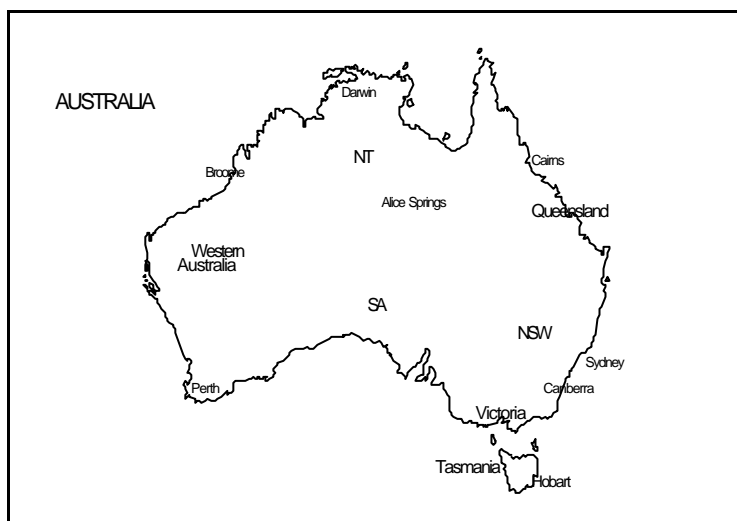 AUSTRALIA
Darwin
NT
Cairns
Broome
Alice Springs
Queensland
Western
Australia
SA
NSW
Sydney
Perth
Canberra
Victoria
Tasmania
Hobart